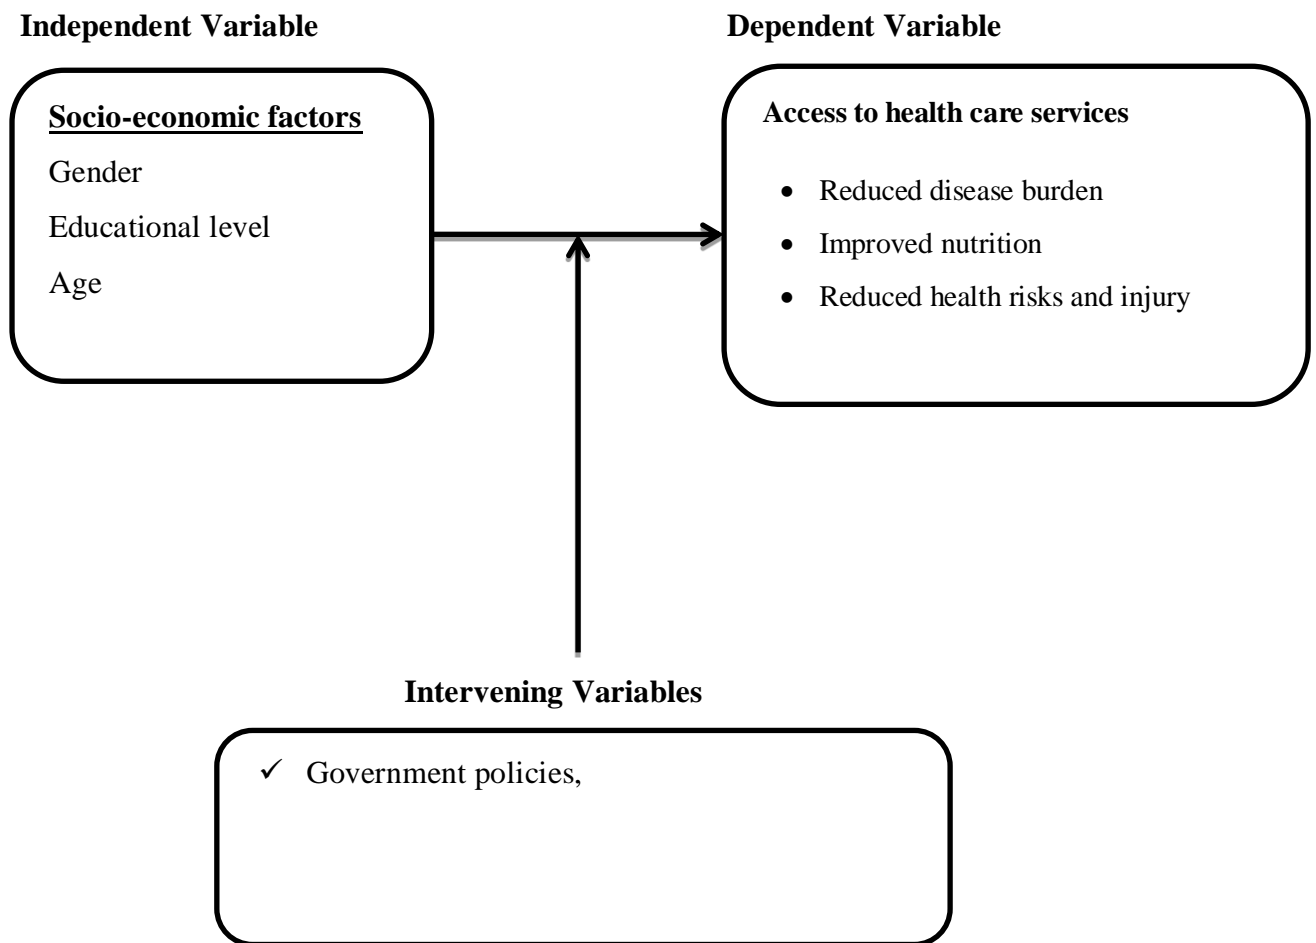 Independent Variable
Dependent Variable
Socio-economic factors
Gender
Educational level
Age
Access to health care services
• Reduced disease burden
• Improved nutrition
• Reduced health risks and injury
Intervening Variables
✓ Government policies,